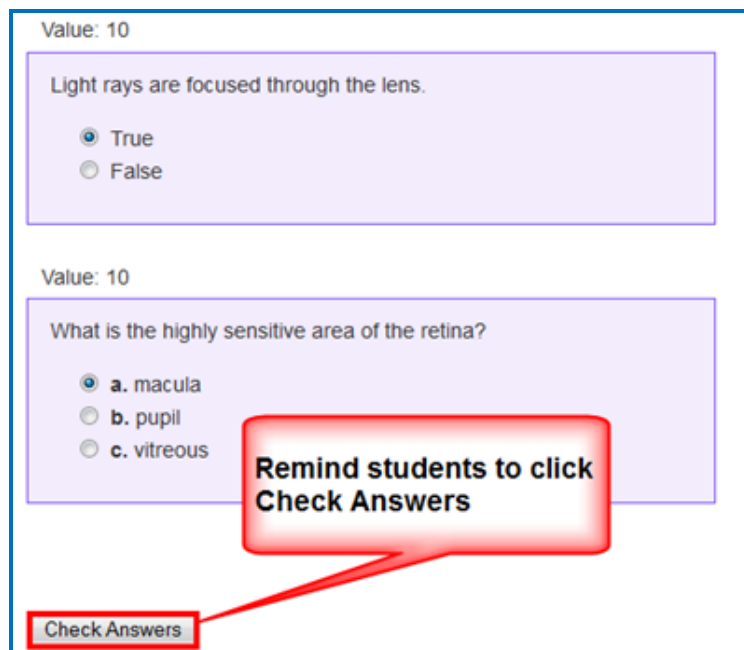 Value: 10
Light rays are focused through the lens.
True
False
Value: 10
What is the highly sensitive area of the retina?
a. macula
b. pupil
c. vitreous
Remind students to click
Check Answers
Check Answers